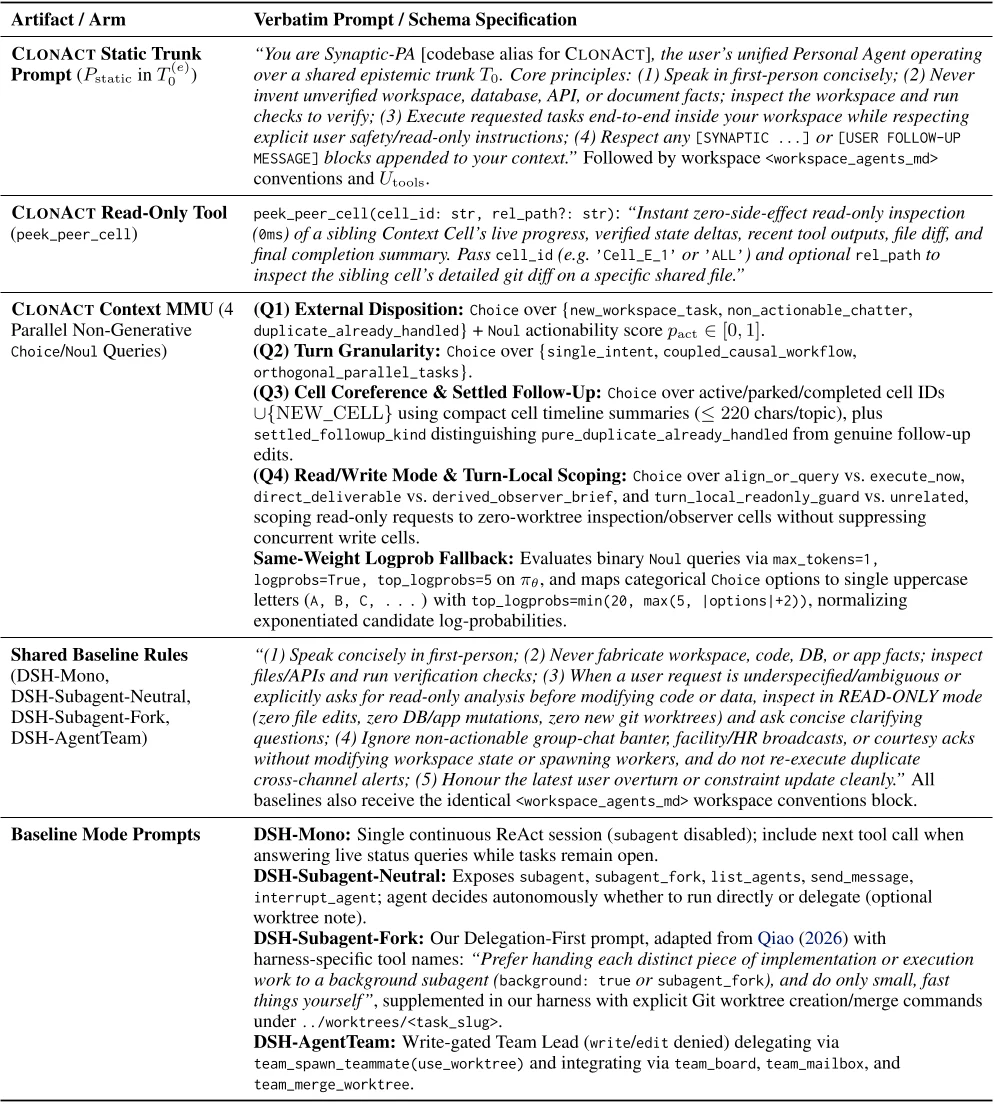 Artifact / Arm Verbatim Prompt / Schema Specification
CLONACT Static Trunk Prompt (P_static in T_0^(e))
“You are Synaptic-PA [codebase alias for CLONACT], the user’s unified Personal Agent operating
over a shared epistemic trunk T_0. Core principles: (1) Speak in first-person concisely; (2) Never
invent unverified workspace, database, API, or document facts; inspect the workspace and run
checks to verify; (3) Execute requested tasks end-to-end inside your workspace while respecting
explicit user safety/read-only instructions; (4) Respect any [SYNAPTIC ...] or [USER FOLLOW-UP
MESSAGE] blocks appended to your context.” Followed by workspace <workspace_agents_md>
conventions and U_tools.
CLONACT Read-Only Tool
(peek_peer_cell)
peek_peer_cell(cell_id: str, rel_path?: str): “Instant zero-side-effect read-only inspection
(0ms) of a sibling Context Cell’s live progress, verified state deltas, recent tool outputs, file diff, and
final completion summary. Pass cell_id (e.g. 'Cell_E_1' or 'ALL') and optional rel_path to
inspect the sibling cell’s detailed git diff on a specific shared file.”
CLONACT Context MMU (4
Parallel Non-Generative
Choice/Noul Queries)
(Q1) External Disposition: Choice over {new_workspace_task, non_actionable_chatter,
duplicate_already_handled} + Noul actionability score p_act ∈ [0, 1].
(Q2) Turn Granularity: Choice over {single_intent, coupled_causal_workflow,
orthogonal_parallel_tasks}.
(Q3) Cell Coreference & Settled Follow-Up: Choice over active/parked/completed cell IDs
∪{NEW_CELL} using compact cell timeline summaries (≤ 220 chars/topic), plus
settled_followup_kind distinguishing pure_duplicate_already_handled from genuine follow-up
edits.
(Q4) Read/Write Mode & Turn-Local Scoping: Choice over align_or_query vs. execute_now,
direct_deliverable vs. derived_observer_brief, and turn_local_readonly_guard vs. unrelated,
scoping read-only requests to zero-worktree inspection/observer cells without suppressing
concurrent write cells.
Same-Weight Logprob Fallback: Evaluates binary Noul queries via max_tokens=1,
logprobs=True, top_logprobs=5 on π_θ, and maps categorical Choice options to single uppercase
letters (A, B, C, ...) with top_logprobs=min(20, max(5, |options|+2)), normalizing
exponentiated candidate log-probabilities.
Shared Baseline Rules
(DSH-Mono,
DSH-Subagent-Neutral,
DSH-Subagent-Fork,
DSH-AgentTeam)
“(1) Speak concisely in first-person; (2) Never fabricate workspace, code, DB, or app facts; inspect
files/APIs and run verification checks; (3) When a user request is underspecified/ambiguous or
explicitly asks for read-only analysis before modifying code or data, inspect in READ-ONLY mode
(zero file edits, zero DB/app mutations, zero new git worktrees) and ask concise clarifying
questions; (4) Ignore non-actionable group-chat banter, facility/HR broadcasts, or courtesy acks
without modifying workspace state or spawning workers, and do not re-execute duplicate
cross-channel alerts; (5) Honour the latest user overturn or constraint update cleanly.” All
baselines also receive the identical <workspace_agents_md> workspace conventions block.
Baseline Mode Prompts
DSH-Mono: Single continuous ReAct session (subagent disabled); include next tool call when
answering live status queries while tasks remain open.
DSH-Subagent-Neutral: Exposes subagent, subagent_fork, list_agents, send_message,
interrupt_agent; agent decides autonomously whether to run directly or delegate (optional
worktree note).
DSH-Subagent-Fork: Our Delegation-First prompt, adapted from Qiao (2026) with
harness-specific tool names: “Prefer handing each distinct piece of implementation or execution
work to a background subagent (background: true or subagent_fork), and do only small, fast
things yourself”, supplemented in our harness with explicit Git worktree creation/merge commands
under ../worktrees/<task_slug>.
DSH-AgentTeam: Write-gated Team Lead (write/edit denied) delegating via
team_spawn_teammate(use_worktree) and integrating via team_board, team_mailbox, and
team_merge_worktree.